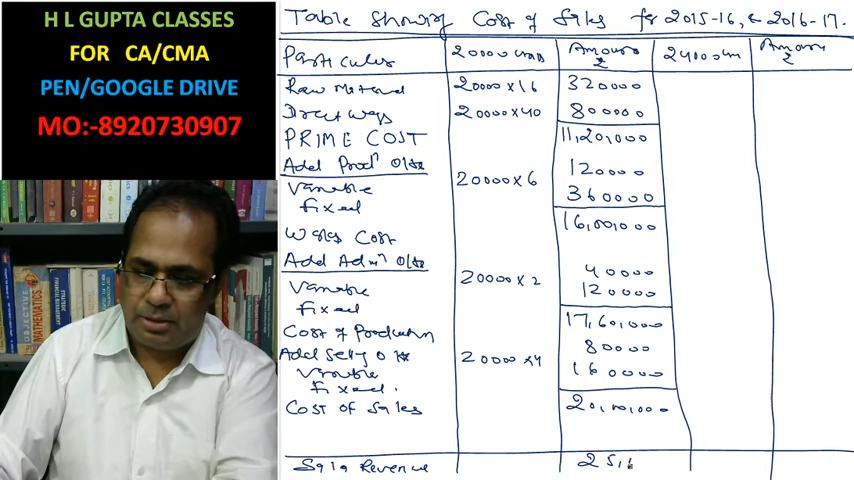 H L GUPTA CLASSES
FOR CA/CMA
PEN/GOOGLE DRIVE
MO:-8920730907
Table Showing Cost of Sales for 2015-16, & 2016-17.
Particulars 20000 units Amount ₹ 24000 units Amount ₹
Raw Material 20000×16 320000
Direct wages 20000×40 800000
PRIME COST 11,20,000
Add Prodn O/H
Variable 20000×6 120000
Fixed 360000
Works Cost 16,00,000
Add Admn O/H
Variable 20000×2 40000
Fixed 120000
Cost of Production 17,60,000
Add Selling O/H
Variable 20000×4 80000
Fixed. 160000
Cost of Sales 20,00,000
Sales Revenue 25,
OBJECTIVE
MATHEMATICS